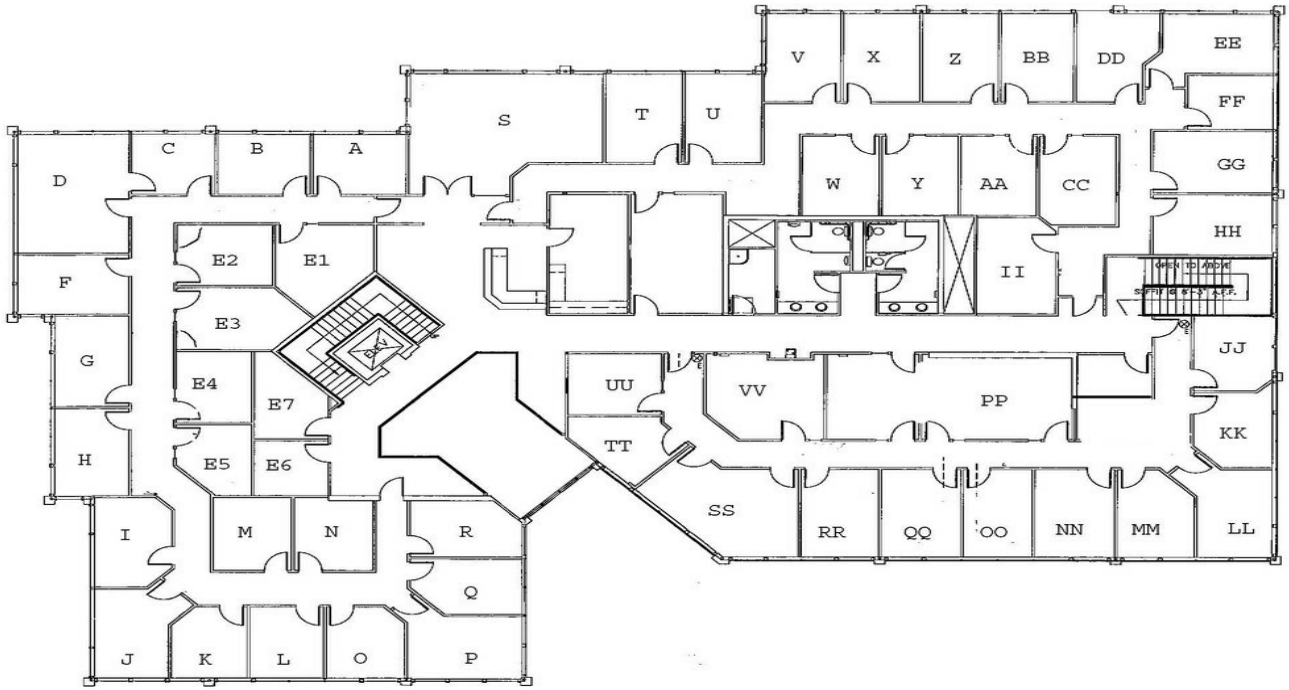 V X Z BB DD EE
FF
S T U
C B A
D
W Y AA CC
GG
HH
E2 E1
F
II
OPEN TO ABOVE
E3
ELEV
G
JJ
E4 E7
UU VV PP
KK
TT
H E5 E6
I M N R
SS RR QQ OO NN MM LL
Q
J K L O P